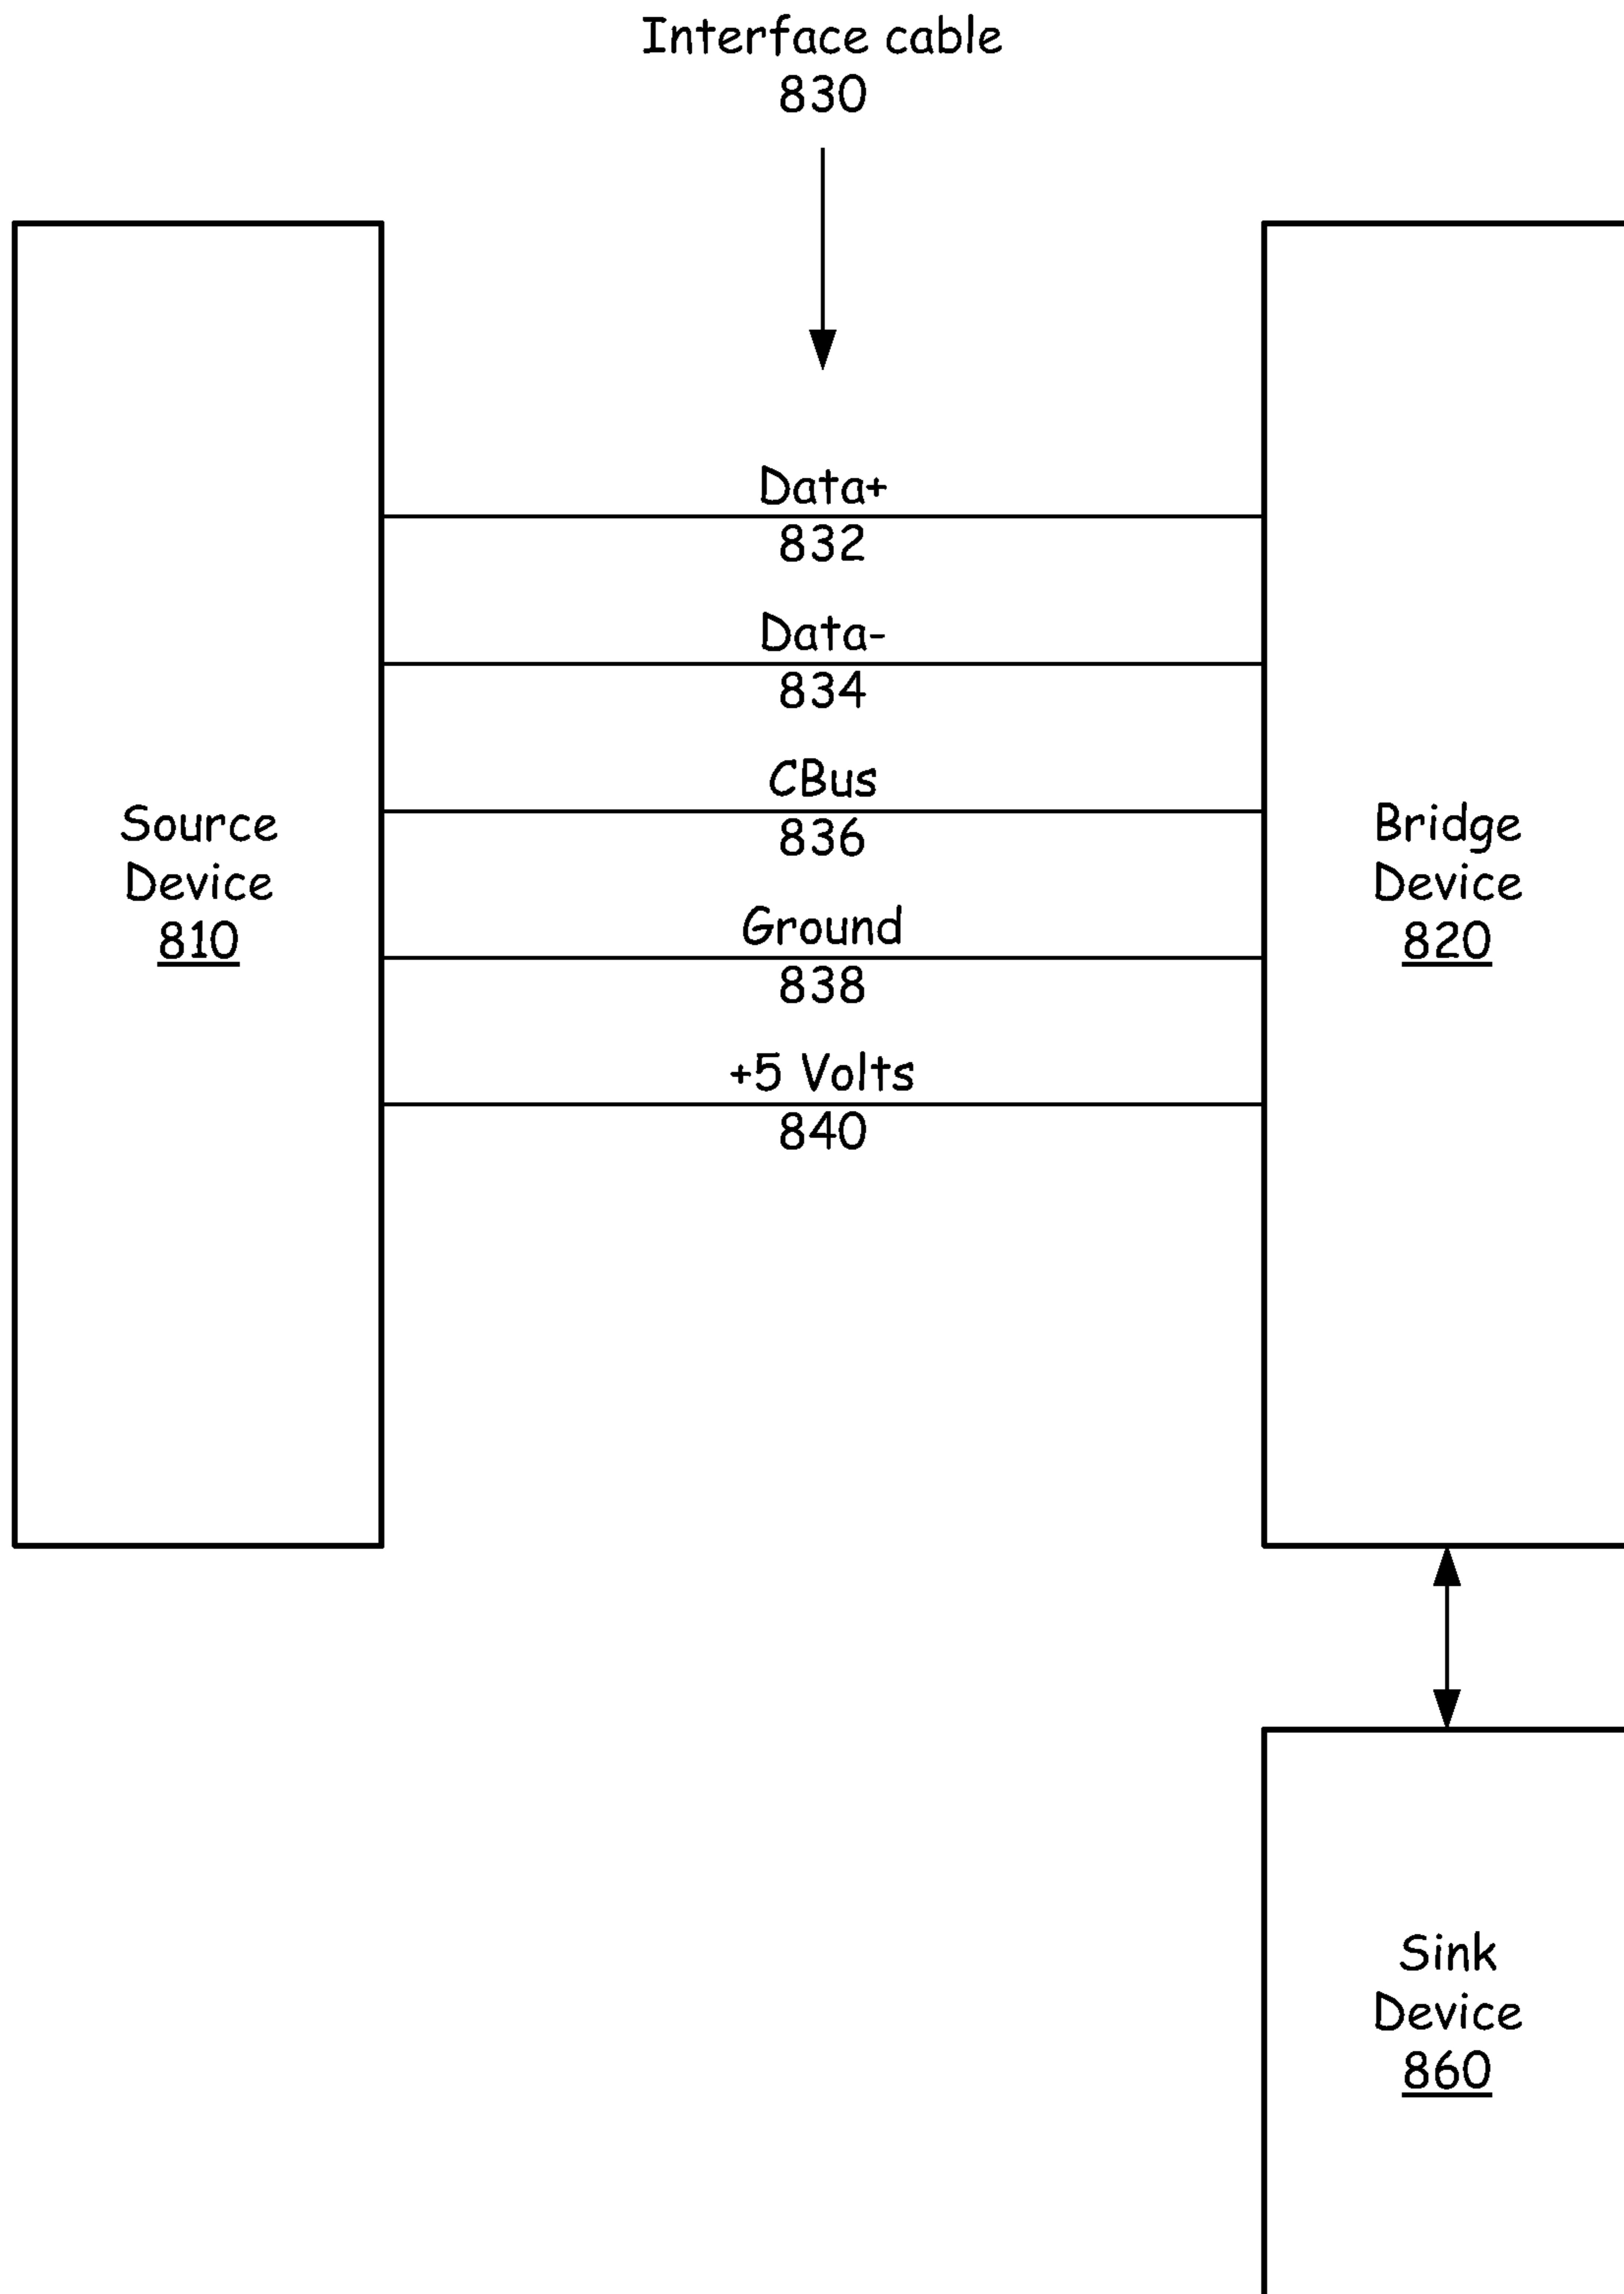 Interface cable
830
Data+
832
Data-
834
CBus
836
Source
Device
810
Bridge
Device
820
Ground
838
+5 Volts
840
Sink
Device
860